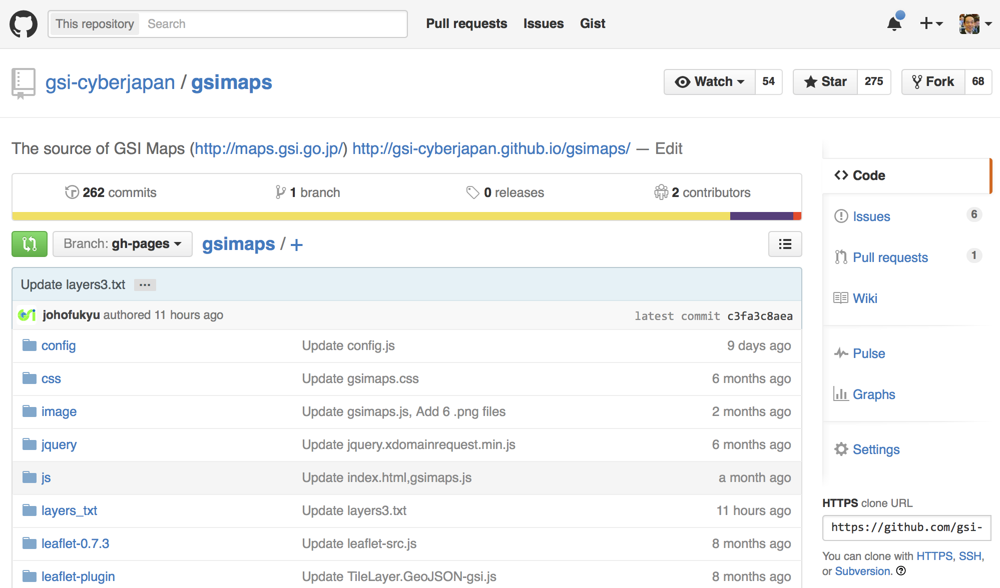 This repository Search Pull requests Issues Gist
gsi-cyberjapan / gsimaps Watch 54 Star 275 Fork 68
The source of GSI Maps (http://maps.gsi.go.jp/) http://gsi-cyberjapan.github.io/gsimaps/ — Edit
262 commits 1 branch 0 releases 2 contributors
Branch: gh-pages gsimaps / +
Update layers3.txt ...
johofukyu authored 11 hours ago latest commit c3fa3c8aea
config Update config.js 9 days ago
css Update gsimaps.css 6 months ago
image Update gsimaps.js, Add 6 .png files 2 months ago
jquery Update jquery.xdomainrequest.min.js 6 months ago
js Update index.html,gsimaps.js a month ago
layers_txt Update layers3.txt 11 hours ago
leaflet-0.7.3 Update leaflet-src.js 8 months ago
leaflet-plugin Update TileLayer.GeoJSON-gsi.js 8 months ago
Code
Issues 6
Pull requests 1
Wiki
Pulse
Graphs
Settings
HTTPS clone URL
https://github.com/gsi-
You can clone with HTTPS, SSH,
or Subversion.